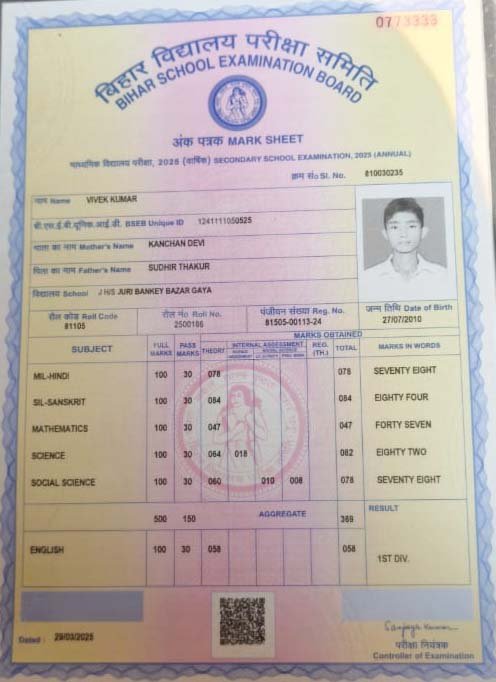 0773333
बिहार विद्यालय परीक्षा समिति
BIHAR SCHOOL EXAMINATION BOARD
अंक पत्रक MARK SHEET
माध्यमिक विद्यालय परीक्षा, 2025 (वार्षिक) SECONDARY SCHOOL EXAMINATION, 2025 (ANNUAL)
क्रम सं० Sl. No. 810030235
नाम Name VIVEK KUMAR
बी.एस.ई.बी.यूनिक.आई.डी. BSEB Unique ID 1241111050525
माता का नाम Mother's Name KANCHAN DEVI
पिता का नाम Father's Name SUDHIR THAKUR
विद्यालय School J H/S JURI BANKEY BAZAR GAYA
रौल कोड Roll Code रोल नं० Roll No. पंजीयन संख्या Reg. No. जन्म तिथि Date of Birth
81105 2500186 81505-00113-24 27/07/2010
MARKS OBTAINED
SUBJECT FULL MARKS PASS MARKS THEORY INTERNAL ASSESSMENT REG. (TH.) TOTAL MARKS IN WORDS
MIL-HINDI 100 30 078 078 SEVENTY EIGHT
SIL-SANSKRIT 100 30 084 084 EIGHTY FOUR
MATHEMATICS 100 30 047 047 FORTY SEVEN
SCIENCE 100 30 064 018 082 EIGHTY TWO
SOCIAL SCIENCE 100 30 060 010 008 078 SEVENTY EIGHT
500 150 AGGREGATE 369 RESULT
ENGLISH 100 30 058 058 1ST DIV.
Dated : 29/03/2025
परीक्षा नियंत्रक
Controller of Examination